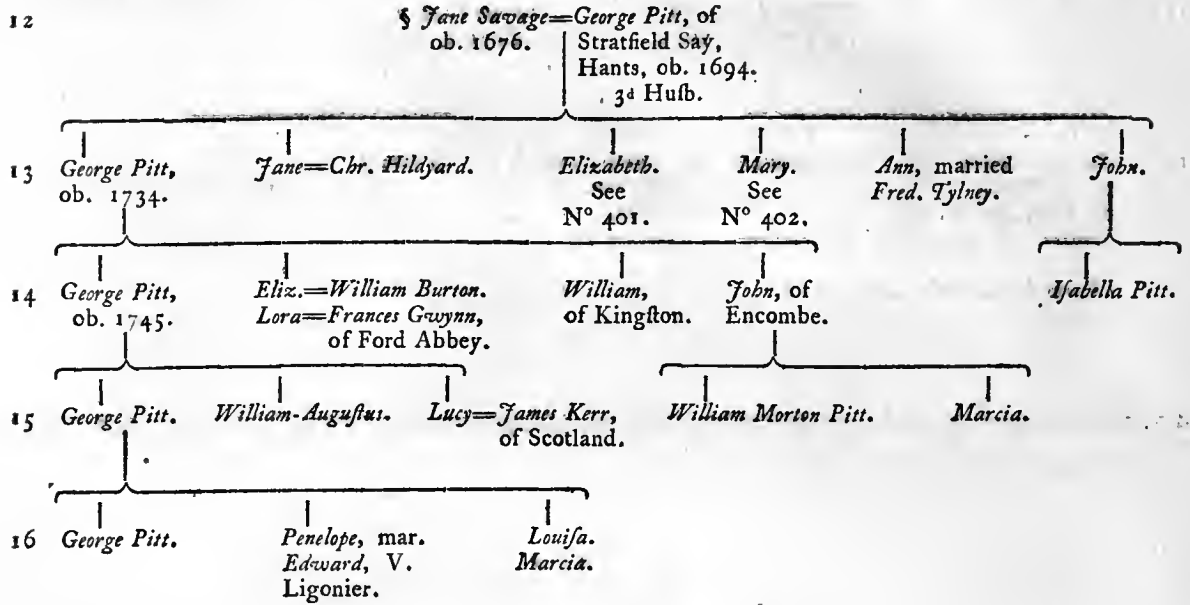 12 § Jane Savage=George Pitt, of
ob. 1676. Stratfield Say,
Hants, ob. 1694.
3d Huſb.
13 George Pitt, Jane=Chr. Hildyard. Elizabeth. Mary. Ann, married John.
ob. 1734. See See Fred. Tylney.
N° 401. N° 402.
14 George Pitt, Eliz.=William Burton. William, John, of Iſabella Pitt.
ob. 1745. Lora=Frances Gwynn, of Kingſton. Encombe.
of Ford Abbey.
15 George Pitt. William-Auguſtus. Lucy=James Kerr, William Morton Pitt. Marcia.
of Scotland.
16 George Pitt. Penelope, mar. Louiſa.
Edward, V. Marcia.
Ligonier.